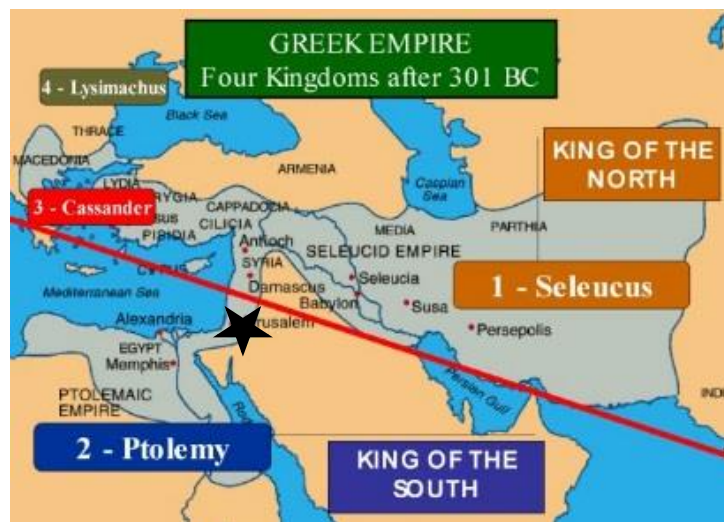 GREEK EMPIRE
Four Kingdoms after 301 BC
4 - Lysimachus
Black Sea
THRACE
MACEDONIA
ARMENIA
Caspian
Sea
KING OF THE
NORTH
LYDIA
3 - Cassander
CAPPADOCIA
CILICIA
PISIDIA
MEDIA
PARTHIA
Antioch
SYRIA
SELEUCID EMPIRE
Damascus
Seleucia
1 - Seleucus
Mediterranean Sea
Babylon
Susa
Alexandria
Persepolis
EGYPT
Memphis
PTOLEMAIC
EMPIRE
Persian Gulf
2 - Ptolemy
KING OF THE
SOUTH